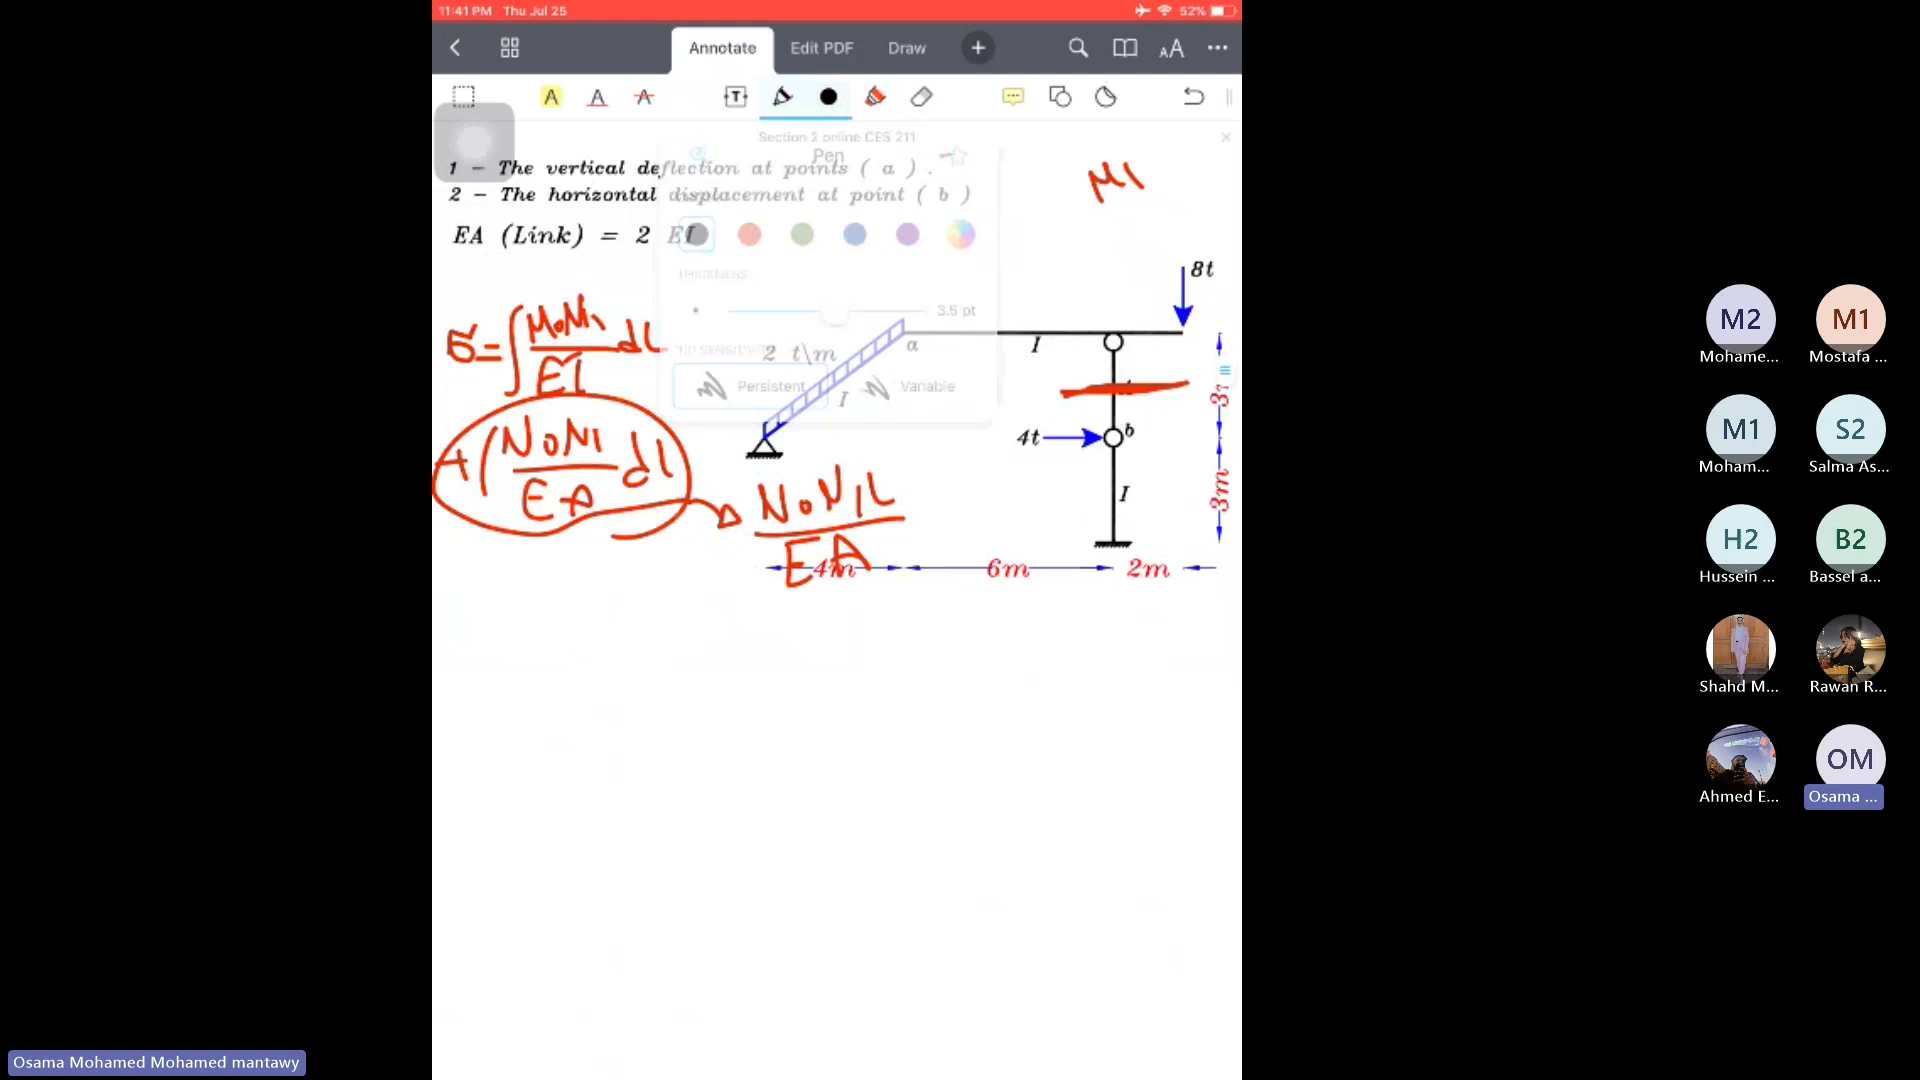 11:41 PM Thu Jul 25
52%
Annotate
Edit PDF
Draw
Section 2 online CES 211
Pen
1 - The vertical deflection at points ( a ) .
2 - The horizontal displacement at point ( b )
EA (Link) = 2 EI
M1
THICKNESS
3.5 pt
8t
δ = ∫ M0M1 / EI dL
TIP SENSITIVITY
2 t\m
a
I
Persistent
Variable
I
3m
4t
b
+ ∫ N0N1 / EA dL
N0N1L / EA
I
3m
4m
6m
2m
M2
M1
Mohame...
Mostafa ...
M1
S2
Moham...
Salma As...
H2
B2
Hussein ...
Bassel a...
Shahd M...
Rawan R...
OM
Ahmed E...
Osama ...
Osama Mohamed Mohamed mantawy